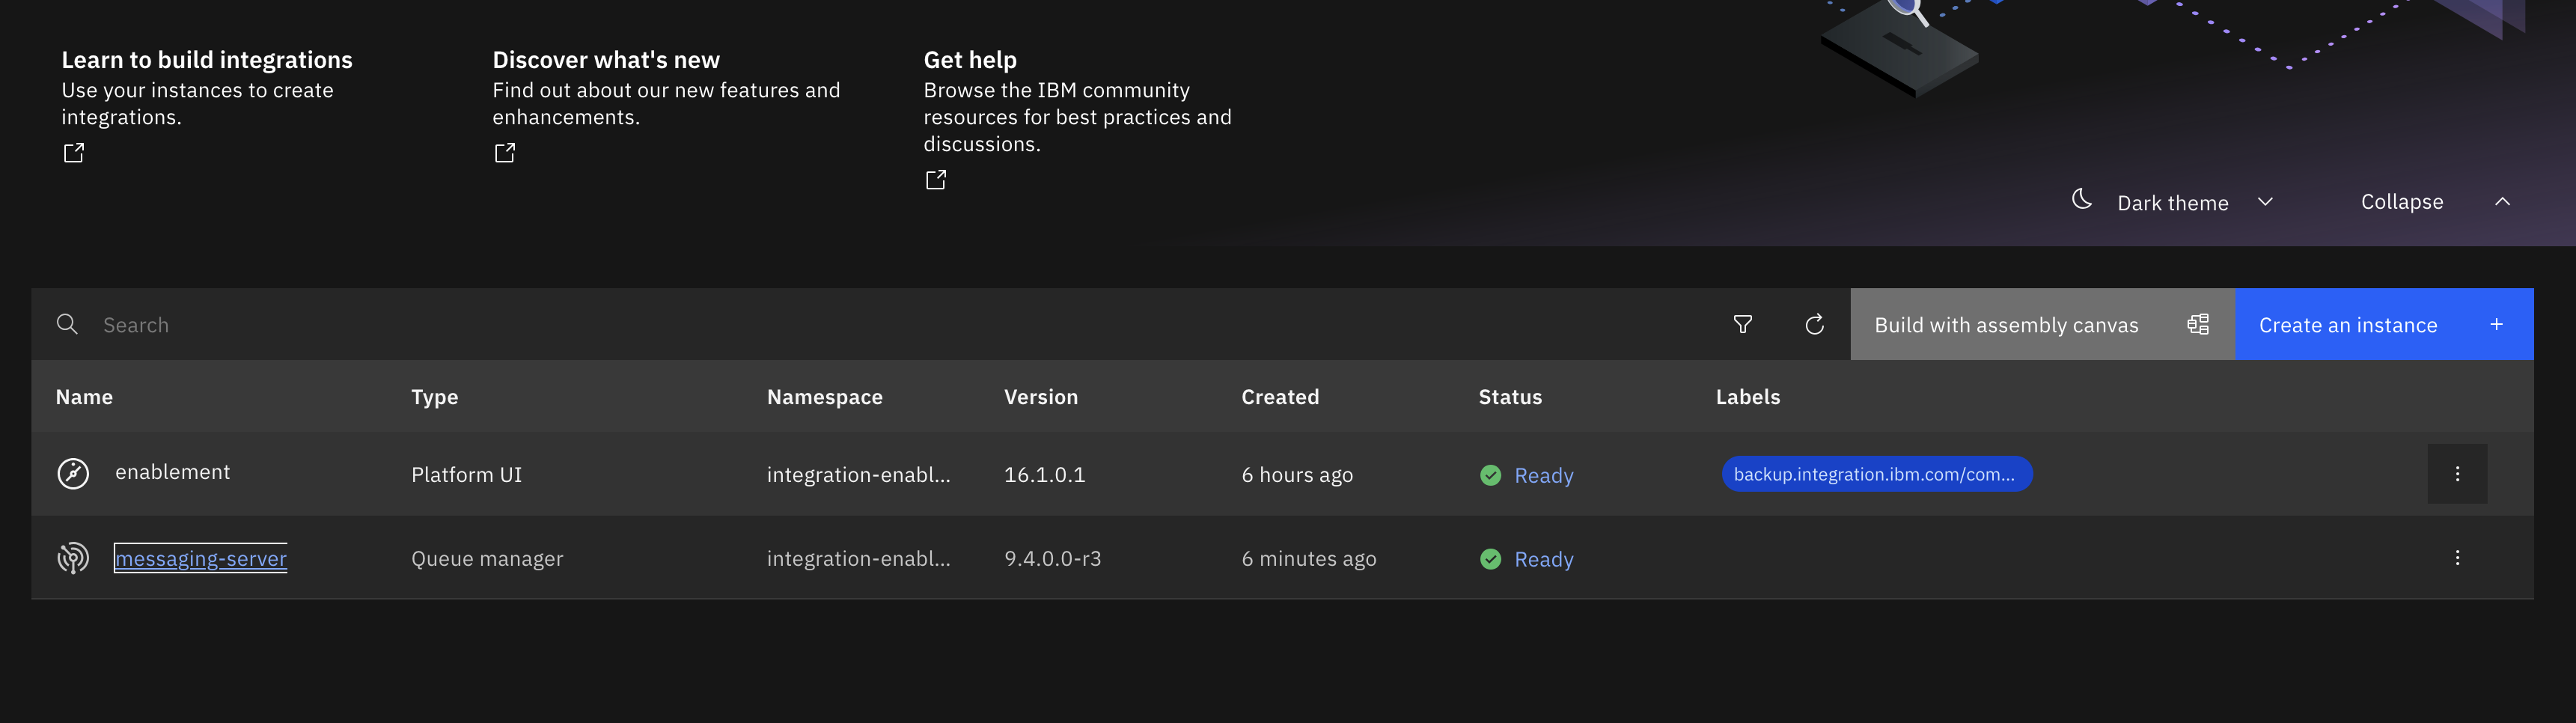 Learn to build integrations
Use your instances to create
integrations.
Discover what's new
Find out about our new features and
enhancements.
Get help
Browse the IBM community
resources for best practices and
discussions.
Dark theme
Collapse
Search
Build with assembly canvas
Create an instance
Name Type Namespace Version Created Status Labels
enablement Platform UI integration-enabl... 16.1.0.1 6 hours ago Ready backup.integration.ibm.com/com...
messaging-server Queue manager integration-enabl... 9.4.0.0-r3 6 minutes ago Ready